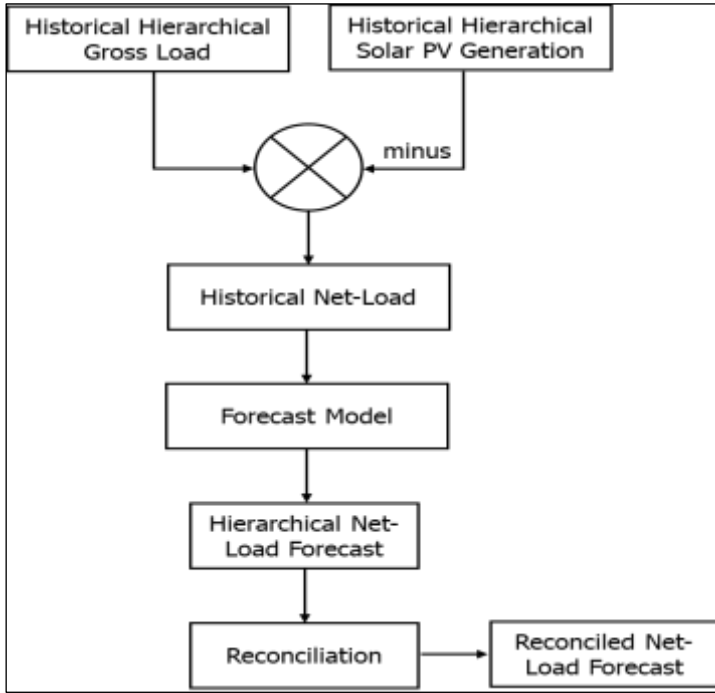 Historical Hierarchical
Gross Load
Historical Hierarchical
Solar PV Generation
minus
Historical Net-Load
Forecast Model
Hierarchical Net-
Load Forecast
Reconciliation
Reconciled Net-
Load Forecast